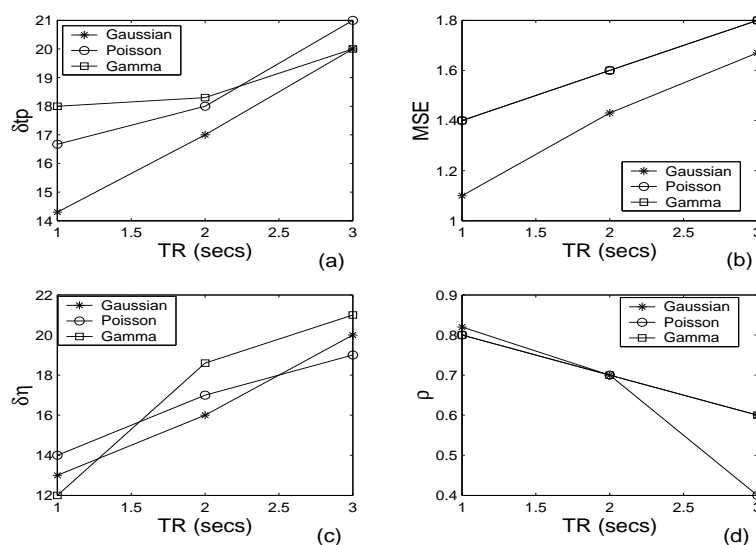 21
20
19
18
17
16
15
14
δtp
Gaussian
Poisson
Gamma
1
1.5
2
2.5
3
TR (secs)
(a)
1.8
1.6
1.4
1.2
1
MSE
Gaussian
Poisson
Gamma
1
1.5
2
2.5
3
TR (secs)
(b)
22
20
18
16
14
12
δη
Gaussian
Poisson
Gamma
1
1.5
2
2.5
3
TR (secs)
(c)
0.9
0.8
0.7
0.6
0.5
0.4
ρ
Gaussian
Poisson
Gamma
1
1.5
2
2.5
3
TR (secs)
(d)